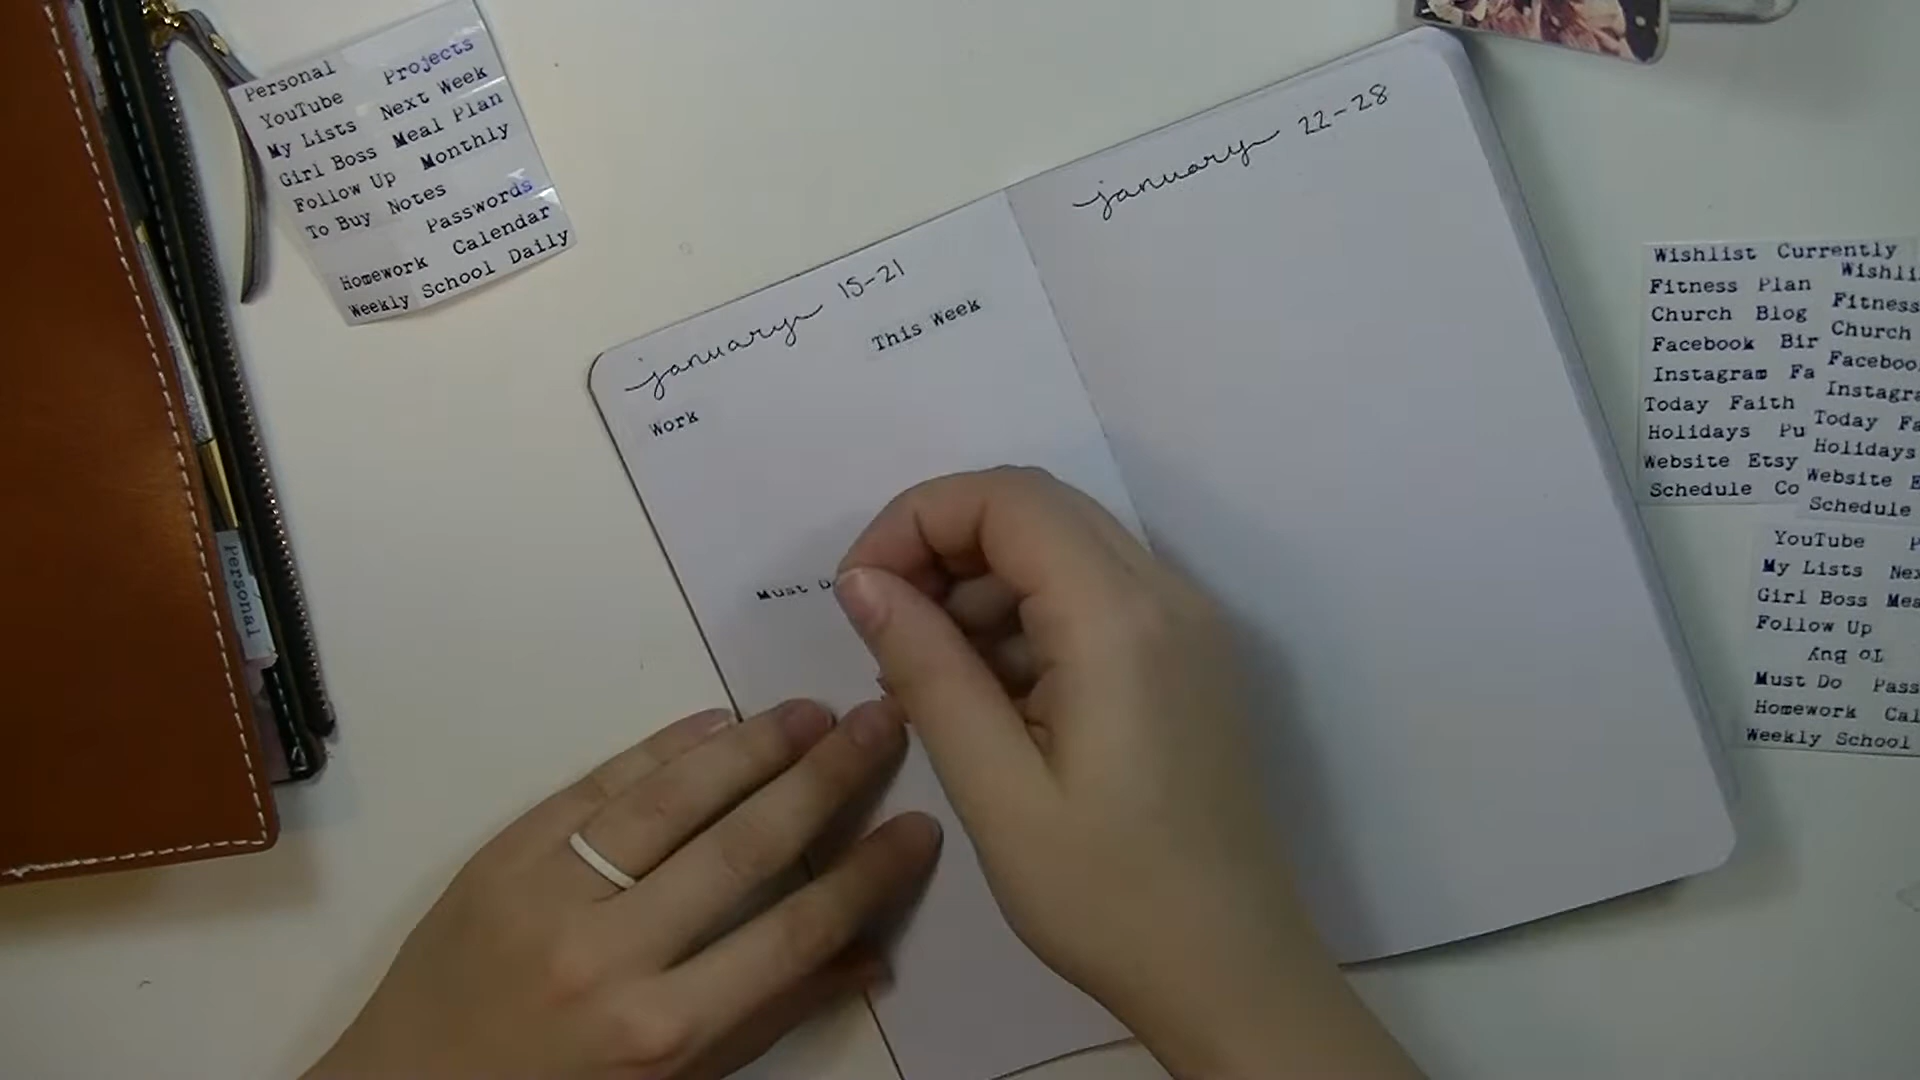 Personal Projects
YouTube Next Week
My Lists Meal Plan
Girl Boss Monthly
Follow Up Notes
To Buy Passwords
Homework Calendar
Weekly School Daily
Personal
january 15-21
This Week
Work
Must
january 22-28
Wishlist Currently
Fitness Plan
Church Blog
Facebook
Instagram
Today Faith
Holidays
Website Etsy
Schedule
Fitness
Church
Today
Holidays
Website
Schedule
YouTube
My Lists
Girl Boss
Follow Up
To Buy
Must Do
Homework
Weekly School